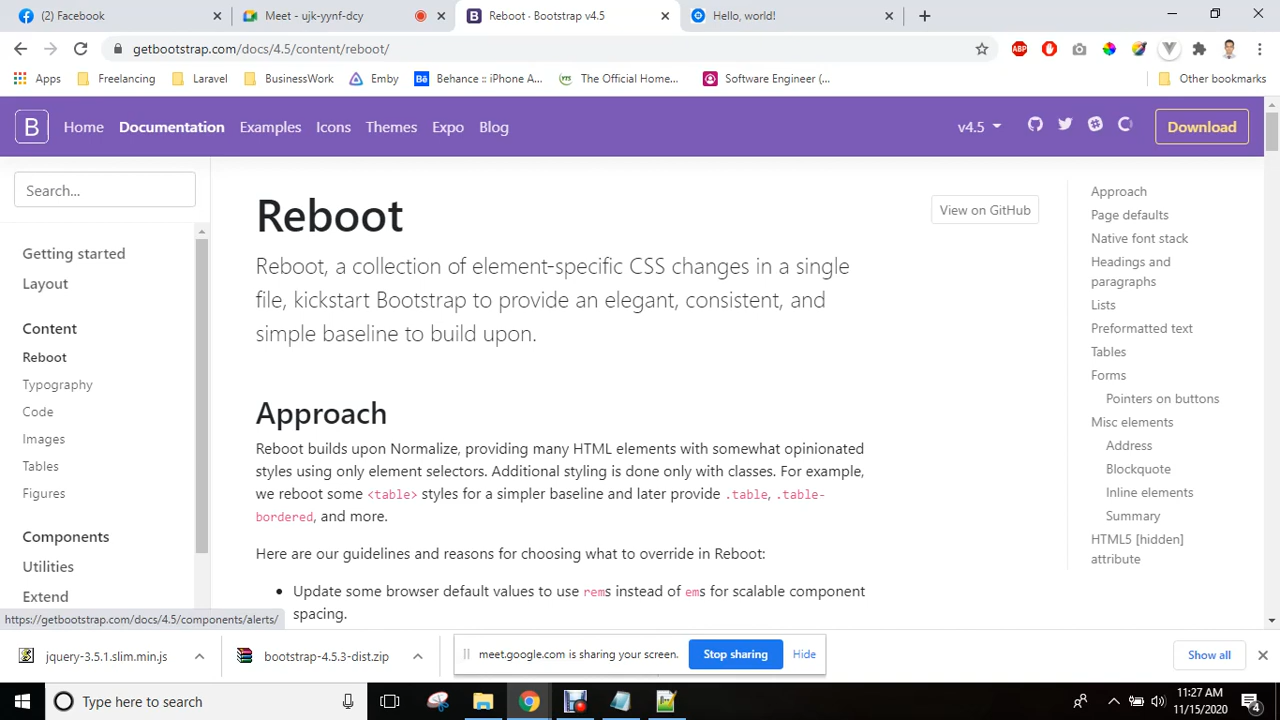 (2) Facebook
Meet - ujk-yynf-dcy
Reboot · Bootstrap v4.5
Hello, world!
getbootstrap.com/docs/4.5/content/reboot/
ABP
Apps
Freelancing
Laravel
BusinessWork
Emby
Bē
Behance :: iPhone A...
The Official Home...
Software Engineer (...
Other bookmarks
B
Home
Documentation
Examples
Icons
Themes
Expo
Blog
v4.5
Download
Search...
Getting started
Layout
Content
Reboot
Typography
Code
Images
Tables
Figures
Components
Utilities
Extend
Reboot
View on GitHub
Reboot, a collection of element-specific CSS changes in a single
file, kickstart Bootstrap to provide an elegant, consistent, and
simple baseline to build upon.
Approach
Reboot builds upon Normalize, providing many HTML elements with somewhat opinionated
styles using only element selectors. Additional styling is done only with classes. For example,
we reboot some <table> styles for a simpler baseline and later provide .table, .table-
bordered, and more.
Here are our guidelines and reasons for choosing what to override in Reboot:
• Update some browser default values to use rems instead of ems for scalable component
spacing.
Approach
Page defaults
Native font stack
Headings and
paragraphs
Lists
Preformatted text
Tables
Forms
Pointers on buttons
Misc elements
Address
Blockquote
Inline elements
Summary
HTML5 [hidden]
attribute
https://getbootstrap.com/docs/4.5/components/alerts/
jquery-3.5.1.slim.min.js
bootstrap-4.5.3-dist.zip
meet.google.com is sharing your screen.
Stop sharing
Hide
Show all
Type here to search
11:27 AM
11/15/2020
4